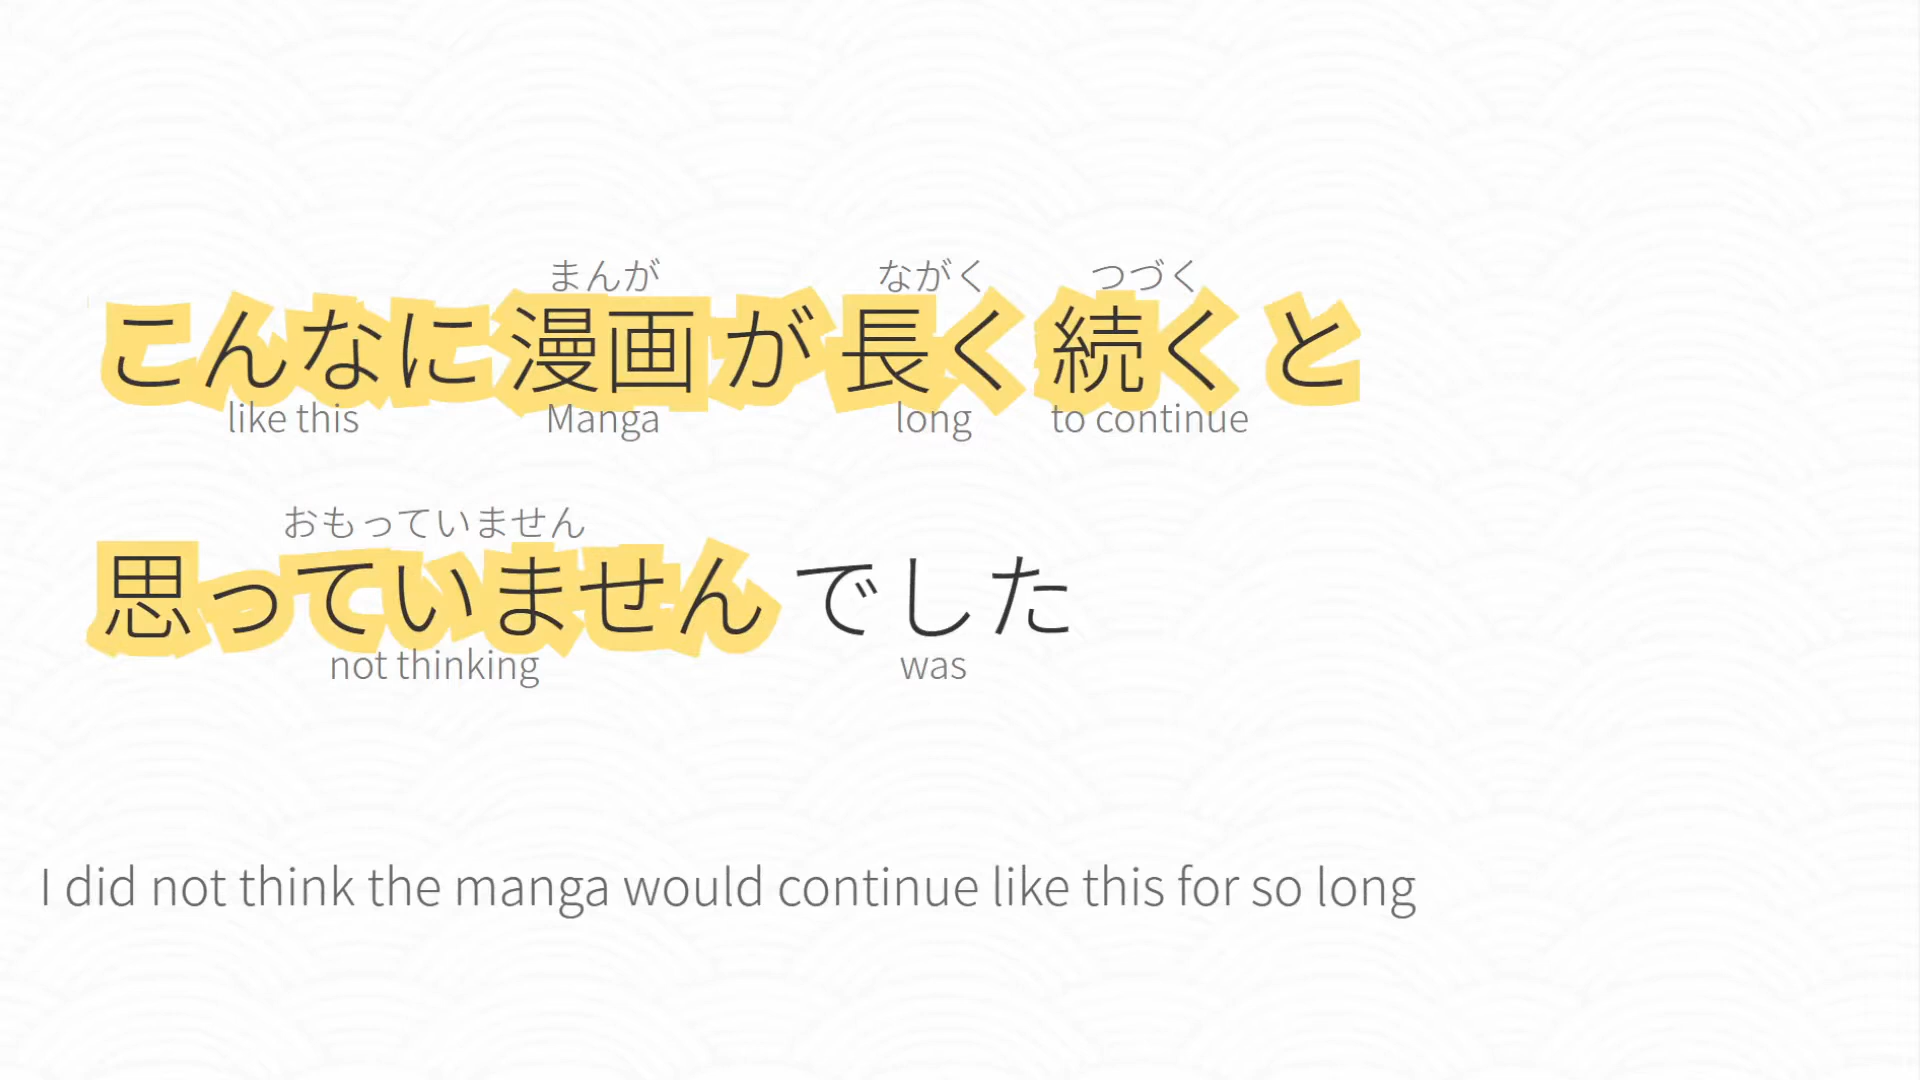 まんが ながく つづく
こんなに 漫画 が 長く 続く と
like this Manga long to continue
おもっていません
思っていません でした
not thinking was
I did not think the manga would continue like this for so long